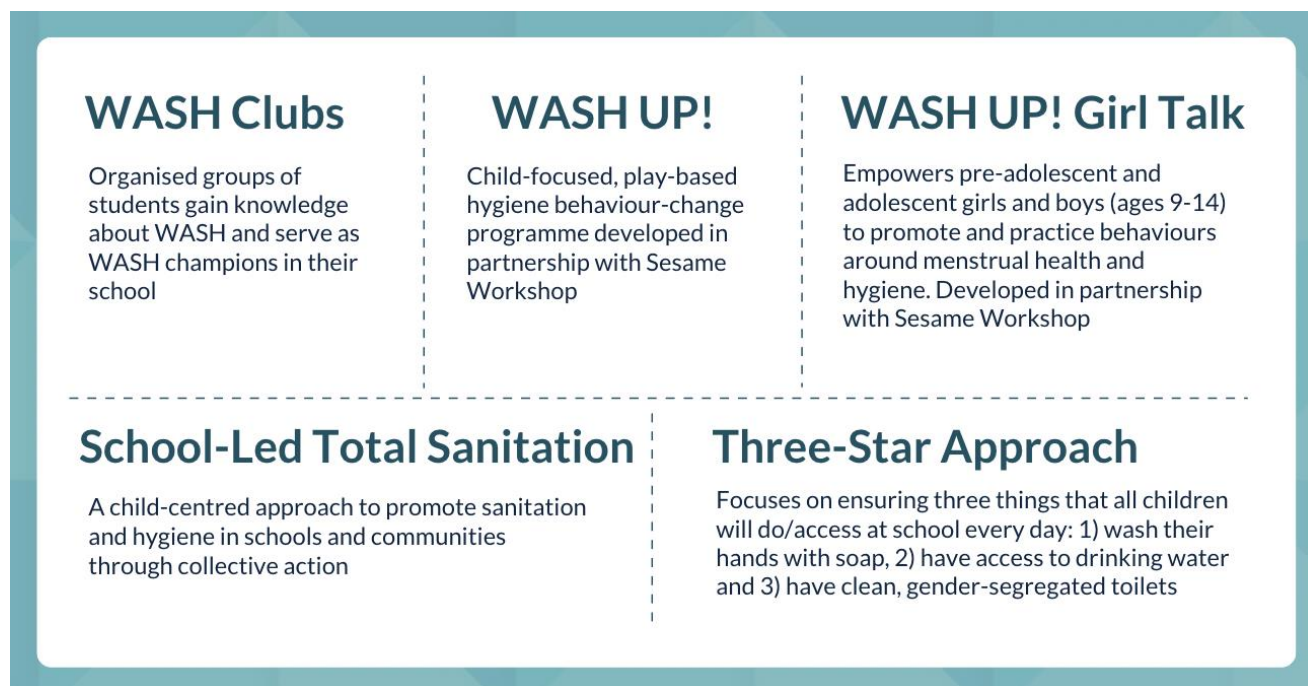 WASH Clubs
Organised groups of
students gain knowledge
about WASH and serve as
WASH champions in their
school
WASH UP!
Child-focused, play-based
hygiene behaviour-change
programme developed in
partnership with Sesame
Workshop
WASH UP! Girl Talk
Empowers pre-adolescent and
adolescent girls and boys (ages 9-14)
to promote and practice behaviours
around menstrual health and
hygiene. Developed in partnership
with Sesame Workshop
School-Led Total Sanitation
A child-centred approach to promote sanitation
and hygiene in schools and communities
through collective action
Three-Star Approach
Focuses on ensuring three things that all children
will do/access at school every day: 1) wash their
hands with soap, 2) have access to drinking water
and 3) have clean, gender-segregated toilets